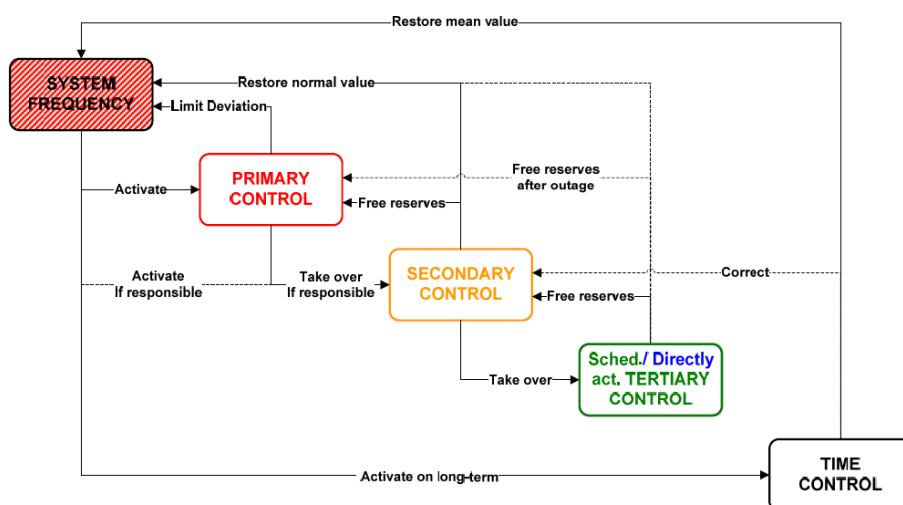 Restore mean value
SYSTEM
FREQUENCY
Restore normal value
Limit Deviation
PRIMARY
CONTROL
Activate
Free reserves
after outage
Free reserves
Activate
If responsible
Take over
If responsible
SECONDARY
CONTROL
Correct
Free reserves
Sched./ Directly
act. TERTIARY
CONTROL
Take over
TIME
CONTROL
Activate on long-term